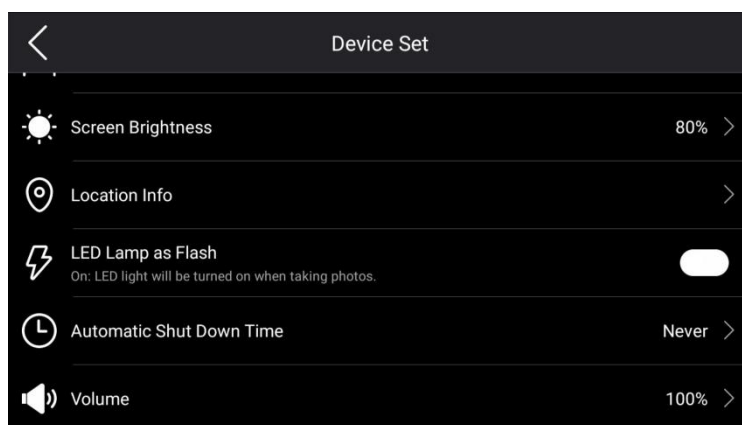 Device Set
Screen Brightness 80%
Location Info
LED Lamp as Flash
On: LED light will be turned on when taking photos.
Automatic Shut Down Time Never
Volume 100%